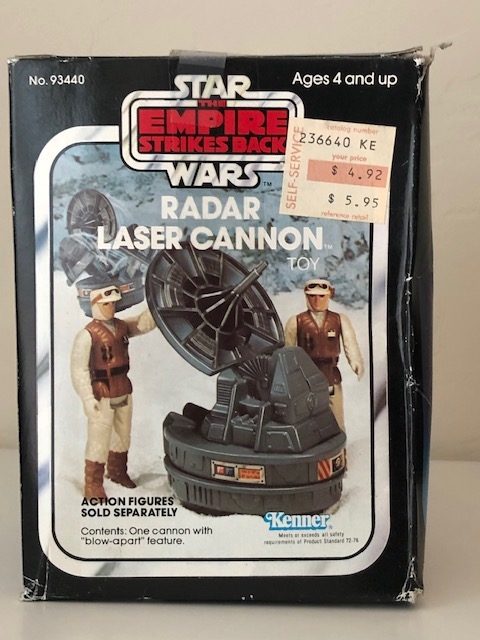 No. 93440
Ages 4 and up
STAR
THE
EMPIRE
STRIKES BACK
WARS™
catalog number
236640 KE
SELF-SERVICE
your price
$ 4.92
$ 5.95
reference retail
RADAR
LASER CANNON™
TOY
ACTION FIGURES
SOLD SEPARATELY
Contents: One cannon with
"blow-apart" feature.
Kenner
Meets or exceeds all safety
requirements of Product Standard 72-76